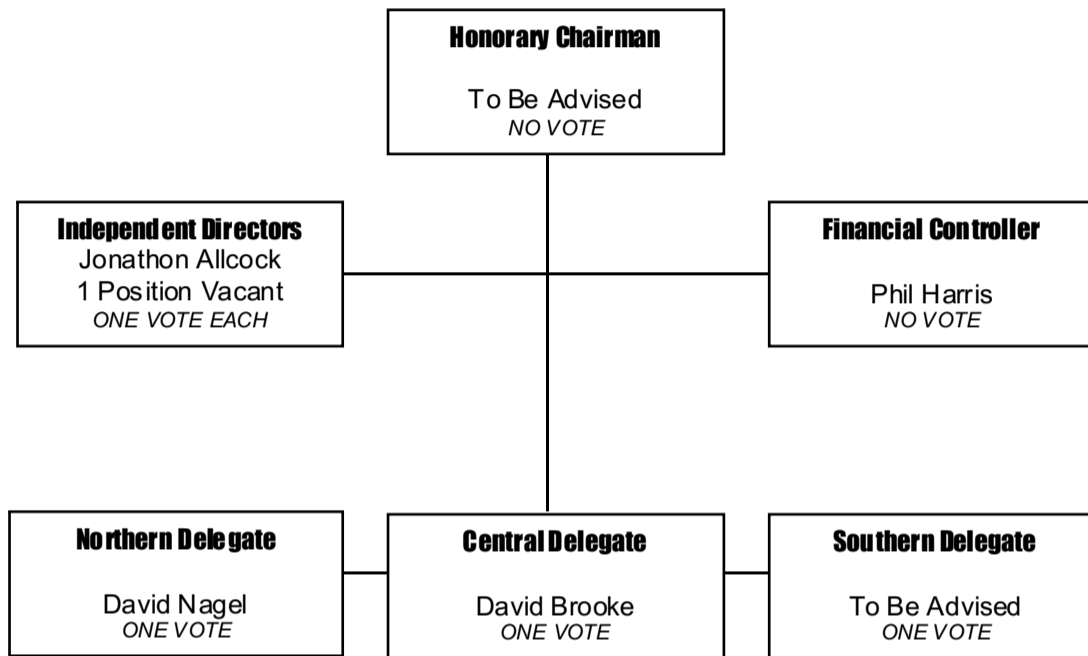 Honorary Chairman
To Be Advised
NO VOTE
Independent Directors
Jonathon Allcock
1 Position Vacant
ONE VOTE EACH
Financial Controller
Phil Harris
NO VOTE
Northern Delegate
David Nagel
ONE VOTE
Central Delegate
David Brooke
ONE VOTE
Southern Delegate
To Be Advised
ONE VOTE